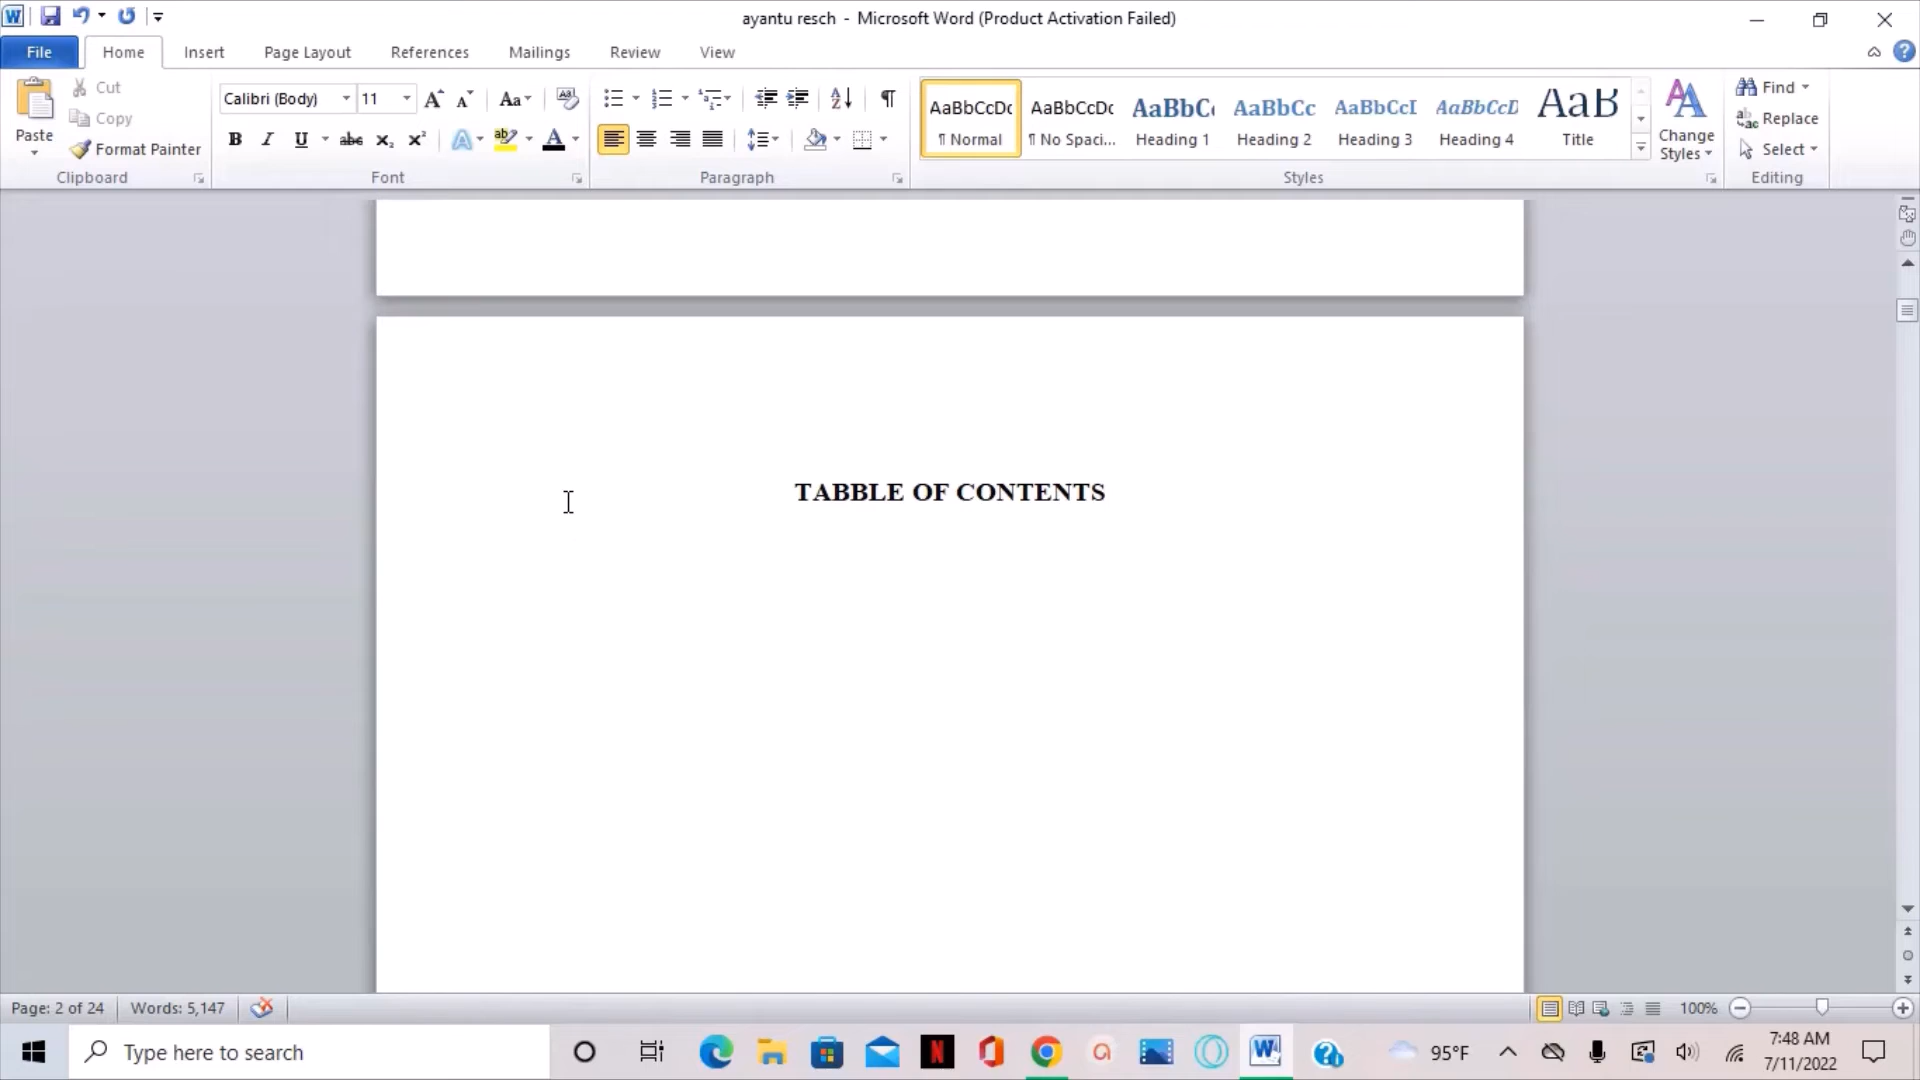 ayantu resch - Microsoft Word (Product Activation Failed)
File Home Insert Page Layout References Mailings Review View
Paste
Cut
Copy
Format Painter
Clipboard
Calibri (Body) 11
Font
Paragraph
AaBbCcDc AaBbCcDc AaBbC AaBbCc AaBbCcI AaBbCcD AaB
¶ Normal ¶ No Spaci... Heading 1 Heading 2 Heading 3 Heading 4 Title
Change
Styles
Styles
Find
Replace
Select
Editing
TABBLE OF CONTENTS
Page: 2 of 24 Words: 5,147 100%
Type here to search 95°F 7:48 AM
7/11/2022